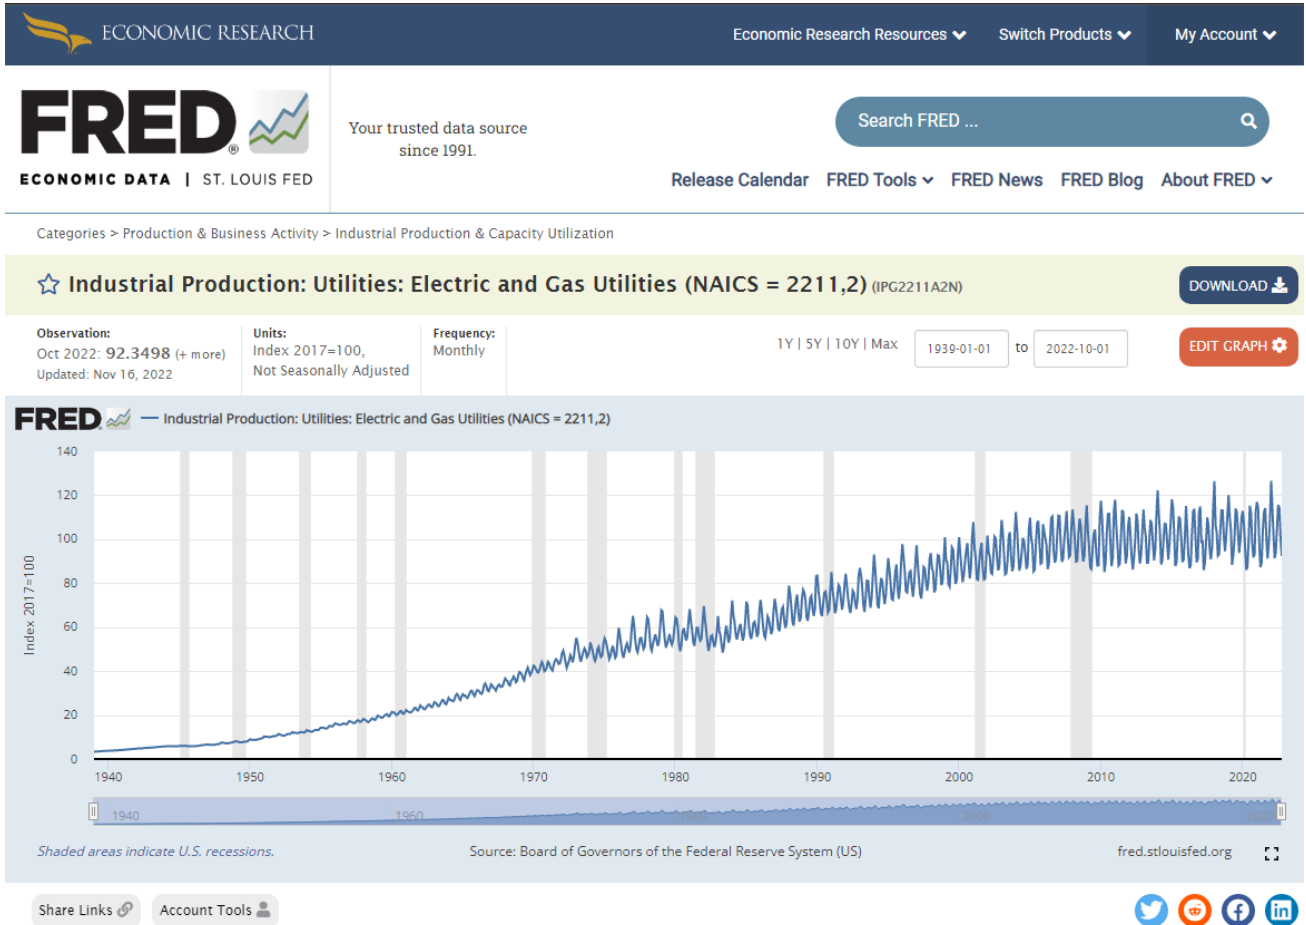 ECONOMIC RESEARCH
Economic Research Resources
Switch Products
My Account
FRED®
ECONOMIC DATA | ST. LOUIS FED
Your trusted data source
since 1991.
Search FRED ...
Release Calendar
FRED Tools
FRED News
FRED Blog
About FRED
Categories > Production & Business Activity > Industrial Production & Capacity Utilization
Industrial Production: Utilities: Electric and Gas Utilities (NAICS = 2211,2) (IPG2211A2N)
DOWNLOAD
Observation:
Oct 2022: 92.3498 (+ more)
Updated: Nov 16, 2022
Units:
Index 2017=100,
Not Seasonally Adjusted
Frequency:
Monthly
1Y | 5Y | 10Y | Max
1939-01-01 to 2022-10-01
EDIT GRAPH
FRED
Industrial Production: Utilities: Electric and Gas Utilities (NAICS = 2211,2)
Index 2017=100
140
120
100
80
60
40
20
0
1940 1950 1960 1970 1980 1990 2000 2010 2020
1940 1960 1980 2000 2020
Shaded areas indicate U.S. recessions.
Source: Board of Governors of the Federal Reserve System (US)
fred.stlouisfed.org
Share Links
Account Tools
in